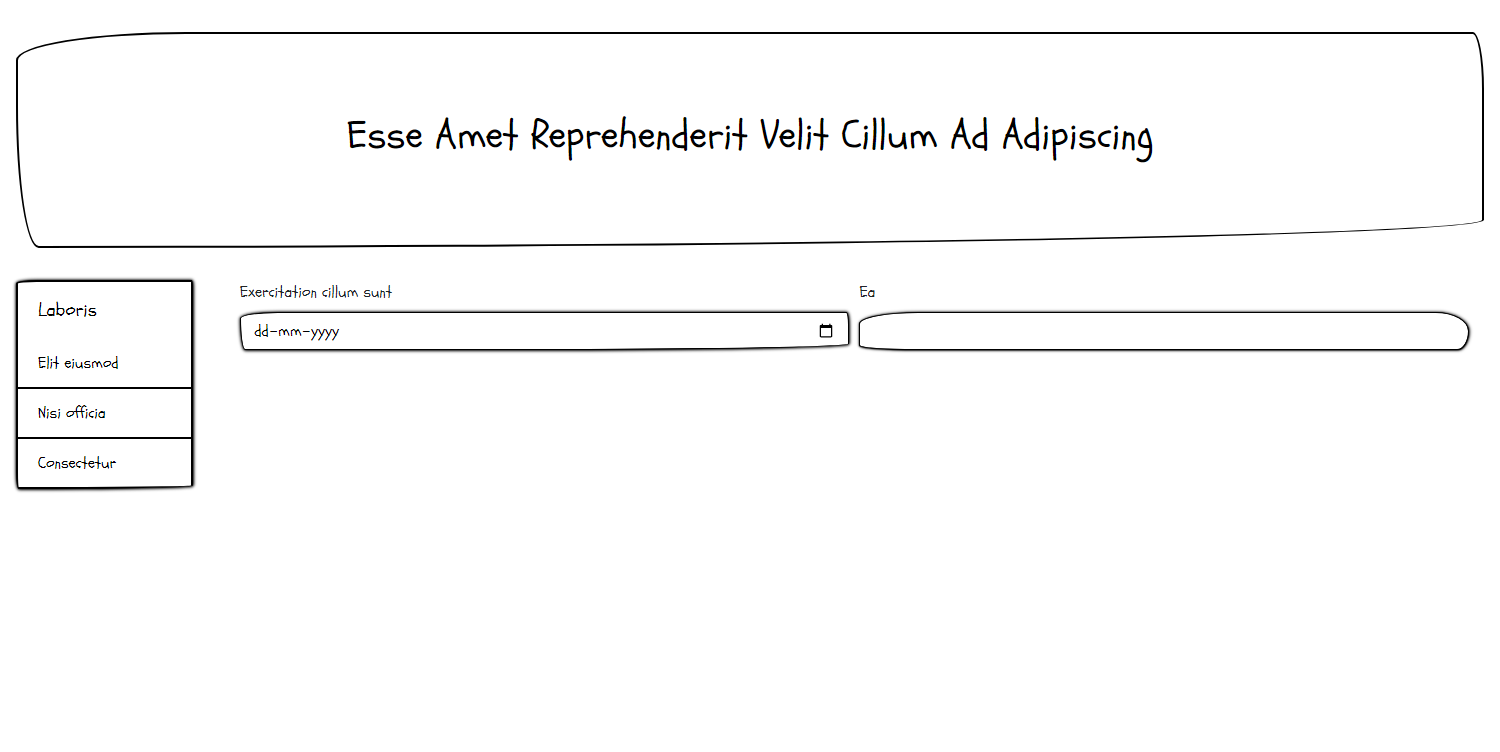 Esse Amet Reprehenderit Velit Cillum Ad Adipiscing
Laboris
Elit eiusmod
Nisi officia
Consectetur
Exercitation cillum sunt
dd-mm-yyyy
Ea